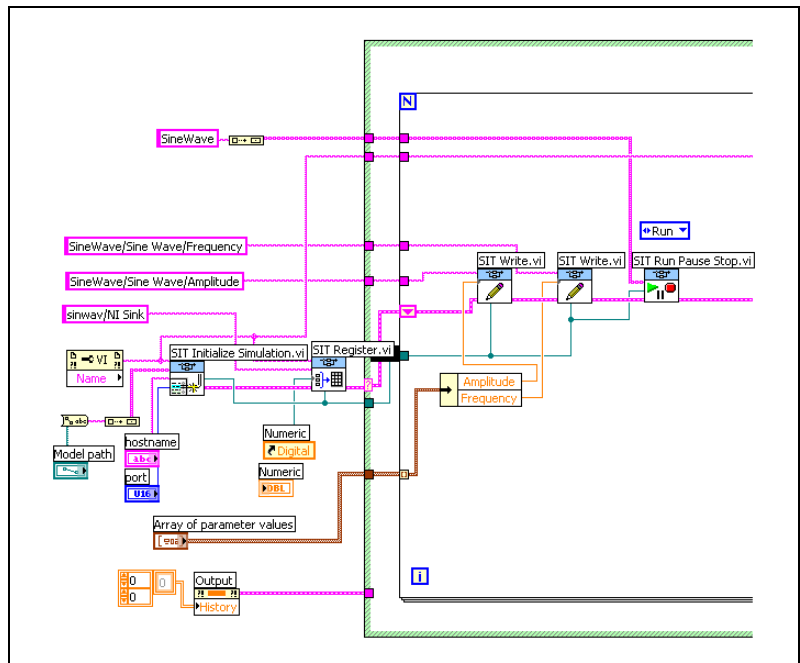 N
SineWave
Run
SineWave/Sine Wave/Frequency
SIT Write.vi
SIT Write.vi
SIT Run Pause Stop.vi
SineWave/Sine Wave/Amplitude
sinwav/NI Sink
SIT Initialize Simulation.vi
SIT Register.vi
VI
Name
?
Amplitude
Frequency
abc
Model path
hostname
abc
Numeric
Digital
port
U16
Numeric
DBL
Array of parameter values
Output
0
0
0
History
i